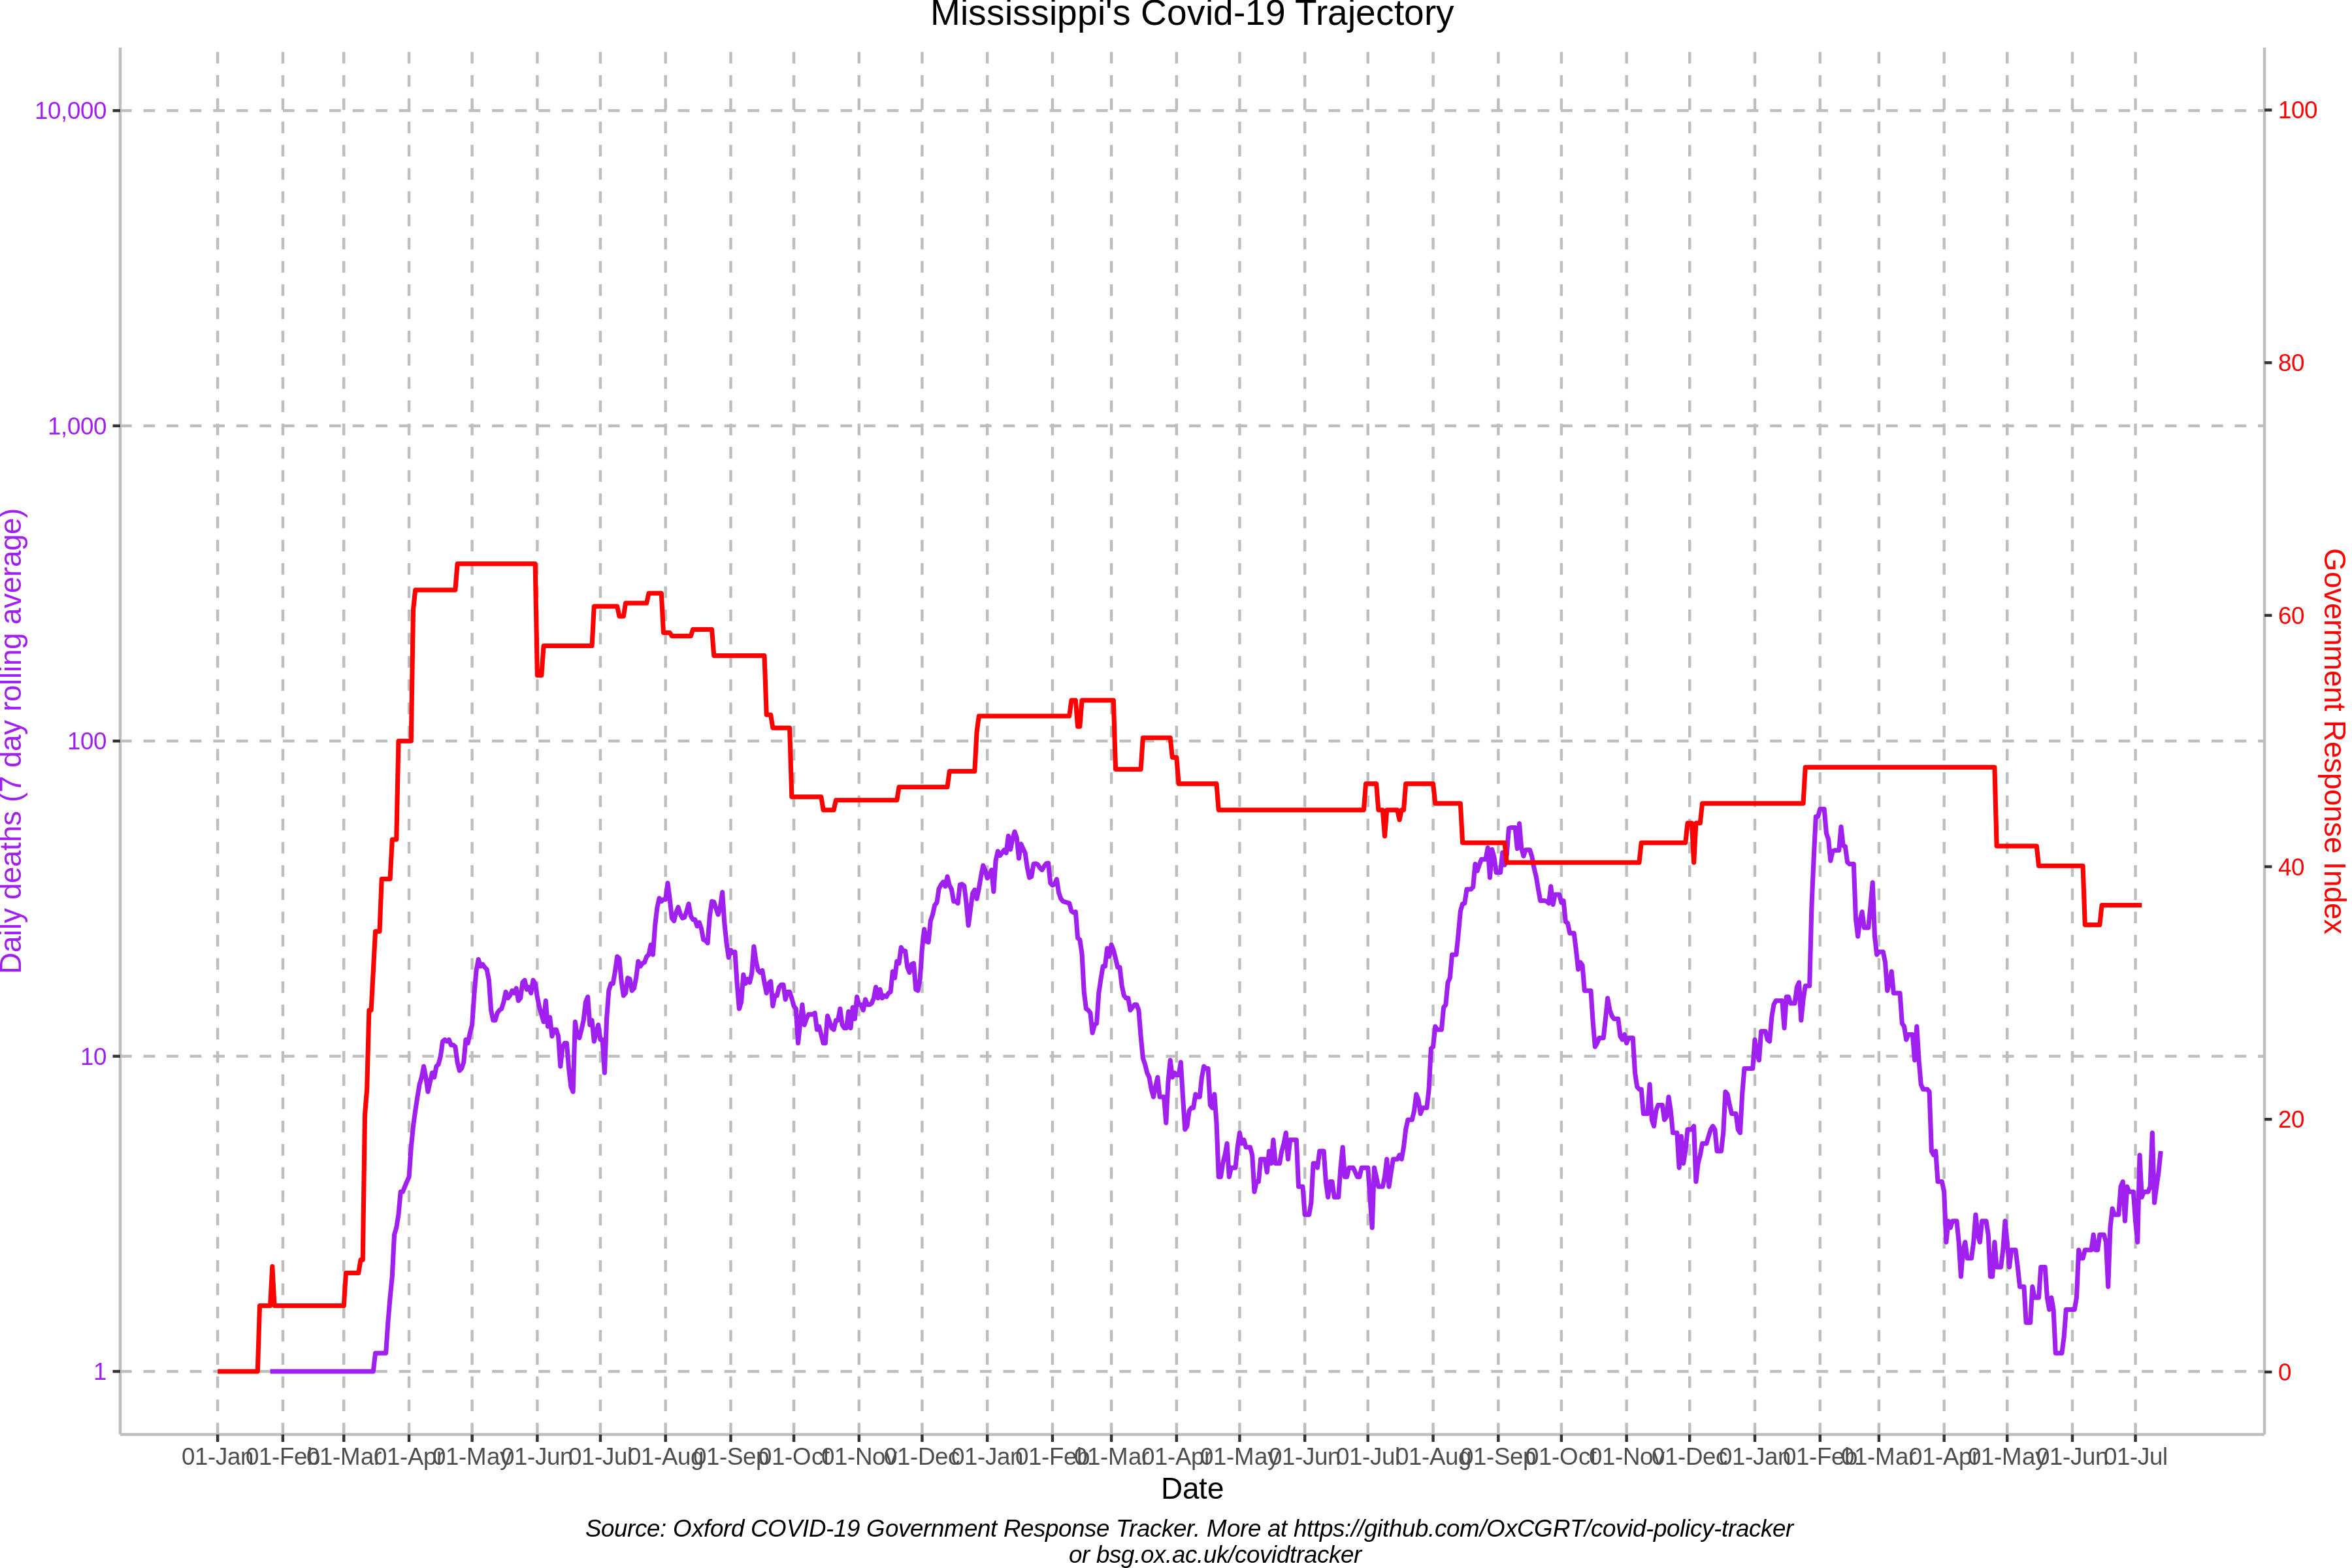 Mississippi's Covid-19 Trajectory
10,000
1,000
100
10
1
Daily deaths (7 day rolling average)
100
80
60
40
20
0
Government Response Index
01-Jan 01-Feb 01-Mar 01-Apr 01-May 01-Jun 01-Jul 01-Aug 01-Sep 01-Oct 01-Nov 01-Dec 01-Jan 01-Feb 01-Mar 01-Apr 01-May 01-Jun 01-Jul 01-Aug 01-Sep 01-Oct 01-Nov 01-Dec 01-Jan 01-Feb 01-Mar 01-Apr 01-May 01-Jun 01-Jul
Date
Source: Oxford COVID-19 Government Response Tracker. More at https://github.com/OxCGRT/covid-policy-tracker
or bsg.ox.ac.uk/covidtracker